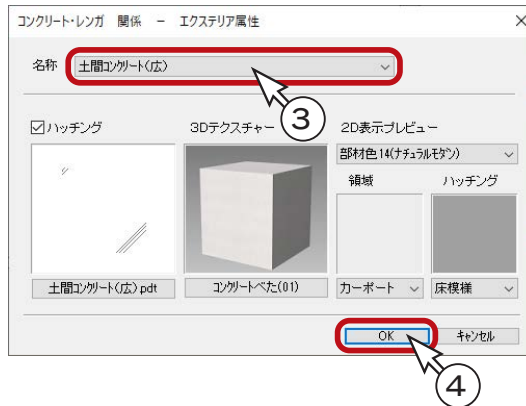 コンクリート・レンガ 関係 － エクステリア属性
名称 土間コンクリート(広)
③
ハッチング 3Dテクスチャー 2D表示プレビュー
部材色14(ナチュラルモダン)
領域 ハッチング
土間コンクリート(広).pdt コンクリートべた(01) カーポート 床模様
OK キャンセル
④